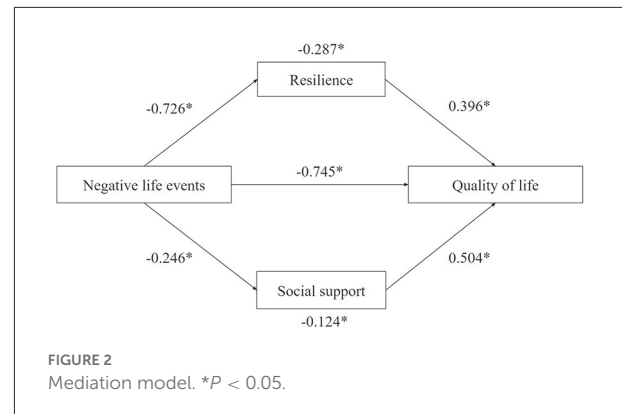 -0.287*
Resilience
-0.726*
0.396*
Negative life events
-0.745*
Quality of life
-0.246*
0.504*
Social support
-0.124*
FIGURE 2
Mediation model. *P < 0.05.